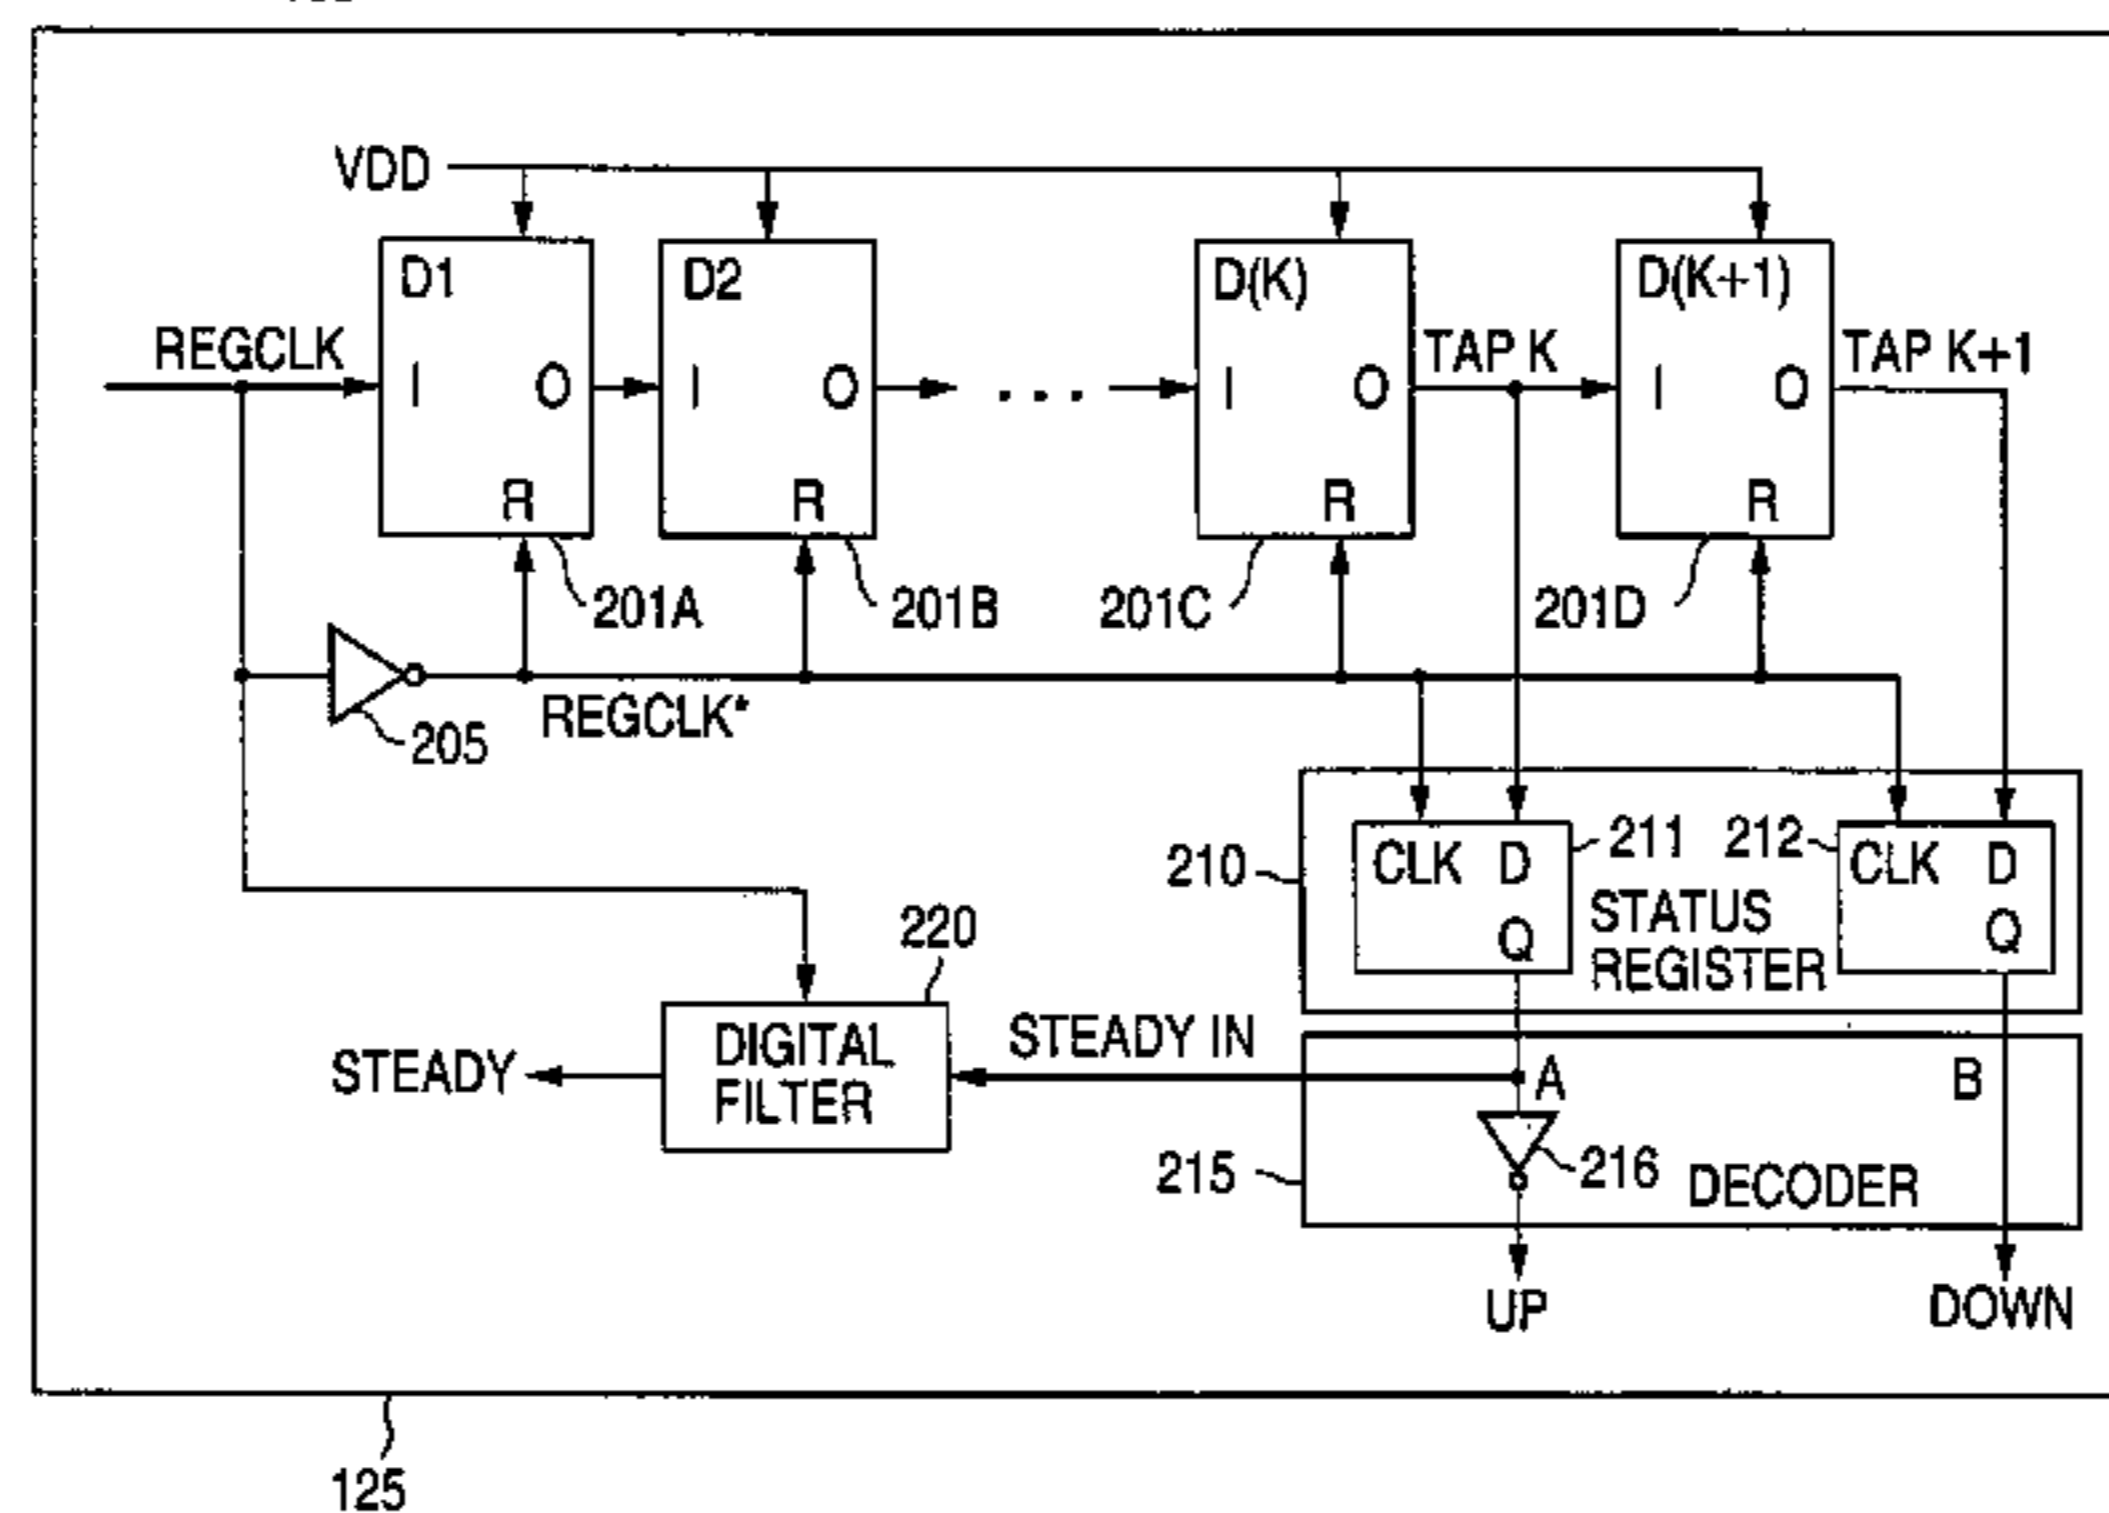 VDD
D1
D2
D(K)
D(K+1)
REGCLK
TAP K
TAP K+1
I O
I O
...
I O
I O
R
R
R
R
201A
201B
201C
201D
REGCLK*
205
210
CLK D
211
212
CLK D
Q
STATUS
REGISTER
Q
220
DIGITAL
FILTER
STEADY
STEADY IN
A
B
215
216
DECODER
UP
DOWN
125